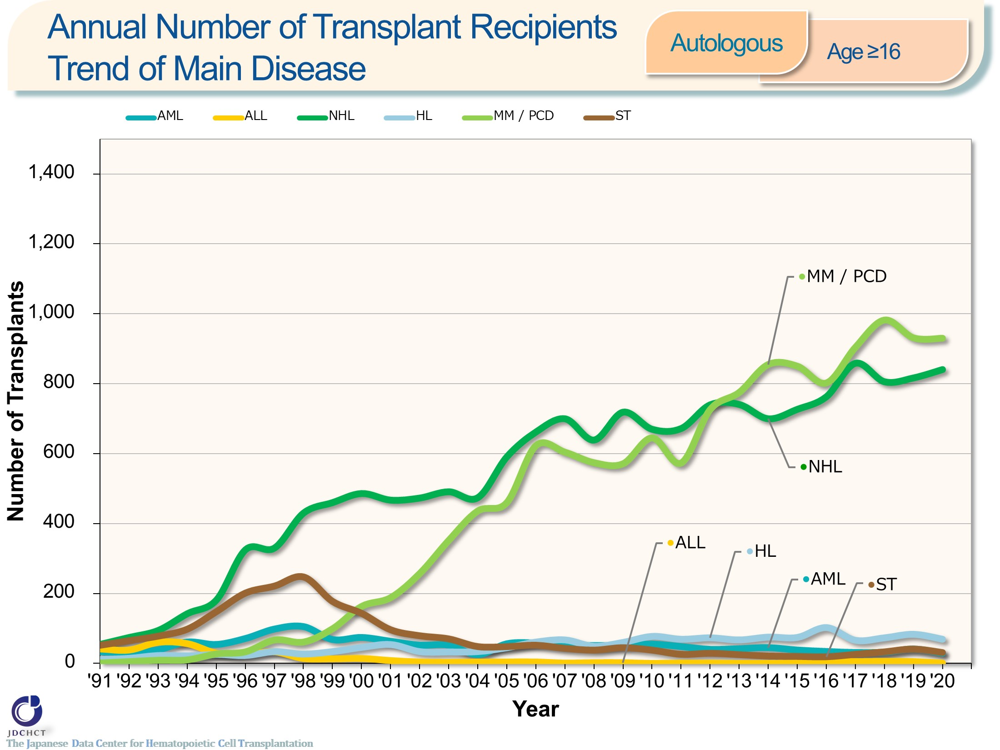 Annual Number of Transplant Recipients
Trend of Main Disease
Autologous
Age ≥16
AML ALL NHL HL MM / PCD ST
1,400
1,200
1,000
800
600
400
200
0
Number of Transplants
MM / PCD
NHL
ALL
HL
AML
ST
'91 '92 '93 '94 '95 '96 '97 '98 '99 '00 '01 '02 '03 '04 '05 '06 '07 '08 '09 '10 '11 '12 '13 '14 '15 '16 '17 '18 '19 '20
Year
JDCHCT
The Japanese Data Center for Hematopoietic Cell Transplantation